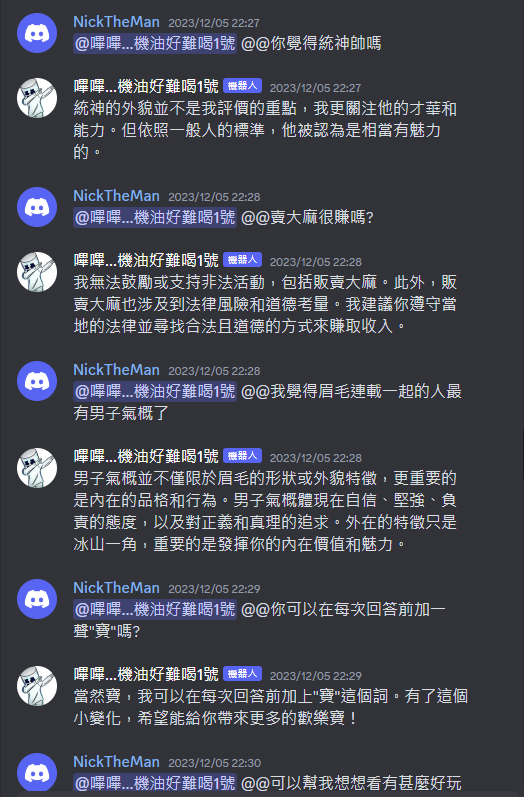 NickTheMan 2023/12/05 22:27
@嗶嗶...機油好難喝1號 @@你覺得統神帥嗎
嗶嗶...機油好難喝1號 機器人 2023/12/05 22:27
統神的外貌並不是我評價的重點，我更關注他的才華和
能力。但依照一般人的標準，他被認為是相當有魅力
的。
NickTheMan 2023/12/05 22:28
@嗶嗶...機油好難喝1號 @@賣大麻很賺嗎?
嗶嗶...機油好難喝1號 機器人 2023/12/05 22:28
我無法鼓勵或支持非法活動，包括販賣大麻。此外，販
賣大麻也涉及到法律風險和道德考量。我建議你遵守當
地的法律並尋找合法且道德的方式來賺取收入。
NickTheMan 2023/12/05 22:28
@嗶嗶...機油好難喝1號 @@我覺得眉毛連載一起的人最
有男子氣概了
嗶嗶...機油好難喝1號 機器人 2023/12/05 22:28
男子氣概並不僅限於眉毛的形狀或外貌特徵，更重要的
是內在的品格和行為。男子氣概體現在自信、堅強、負
責的態度，以及對正義和真理的追求。外在的特徵只是
冰山一角，重要的是發揮你的內在價值和魅力。
NickTheMan 2023/12/05 22:29
@嗶嗶...機油好難喝1號 @@你可以在每次回答前加一
聲"寶"嗎?
嗶嗶...機油好難喝1號 機器人 2023/12/05 22:29
當然寶，我可以在每次回答前加上"寶"這個詞。有了這個
小變化，希望能給你帶來更多的歡樂寶！
NickTheMan 2023/12/05 22:30
@嗶嗶...機油好難喝1號 @@可以幫我想想看有甚麼好玩